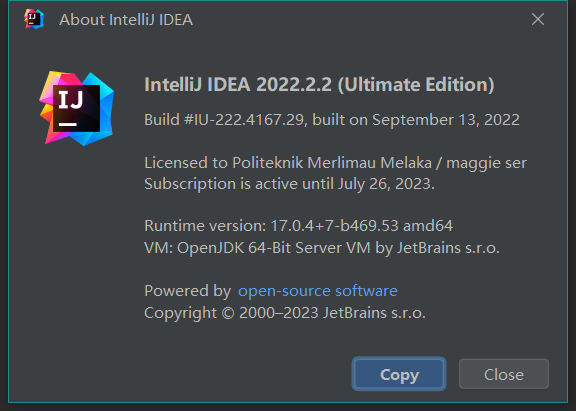 IJ
About IntelliJ IDEA
IJ
IntelliJ IDEA 2022.2.2 (Ultimate Edition)
Build #IU-222.4167.29, built on September 13, 2022
Licensed to Politeknik Merlimau Melaka / maggie ser
Subscription is active until July 26, 2023.
Runtime version: 17.0.4+7-b469.53 amd64
VM: OpenJDK 64-Bit Server VM by JetBrains s.r.o.
Powered by open-source software
Copyright © 2000–2023 JetBrains s.r.o.
Copy
Close